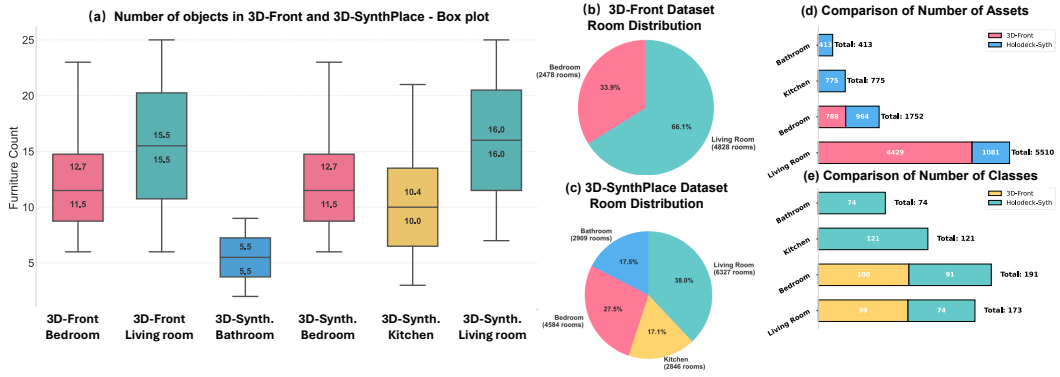 (a) Number of objects in 3D-Front and 3D-SynthPlace - Box plot
Furniture Count
25
20
15
10
5
12.7
11.5
15.5
15.5
5.5
5.5
12.7
11.5
10.4
10.0
16.0
16.0
3D-Front
Bedroom
3D-Front
Living room
3D-Synth.
Bathroom
3D-Synth.
Bedroom
3D-Synth.
Kitchen
3D-Synth.
Living room
(b) 3D-Front Dataset
Room Distribution
Bedroom
(2478 rooms)
33.9%
66.1%
Living Room
(4828 rooms)
(c) 3D-SynthPlace Dataset
Room Distribution
Bathroom
(2909 rooms)
17.5%
38.0%
Living Room
(6327 rooms)
27.5%
Bedroom
(4584 rooms)
17.1%
Kitchen
(2846 rooms)
(d) Comparison of Number of Assets
3D-Front
Holodeck-Syth
Bathroom
413
Total: 413
Kitchen
775
Total: 775
Bedroom
788
964
Total: 1752
Living Room
4429
1081
Total: 5510
(e) Comparison of Number of Classes
3D-Front
Holodeck-Syth
Bathroom
74
Total: 74
Kitchen
121
Total: 121
Bedroom
100
91
Total: 191
Living Room
99
74
Total: 173